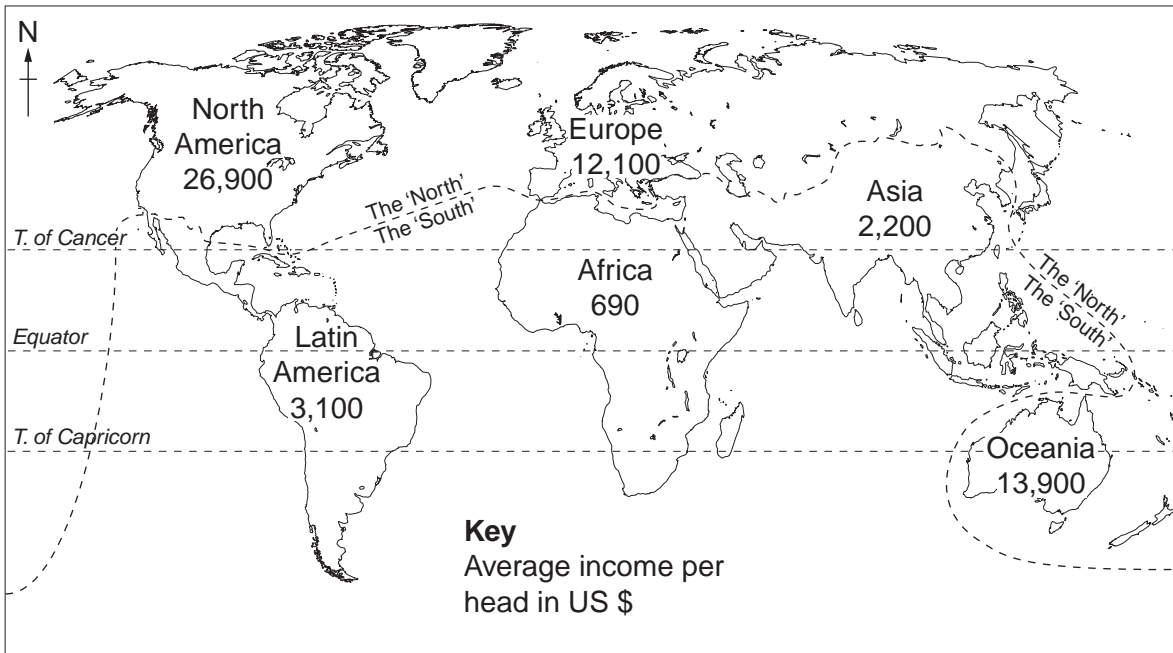 N
North
America
26,900
Europe
12,100
The 'North'
The 'South'
Asia
2,200
T. of Cancer
Africa
690
The 'North'
The 'South'
Equator
Latin
America
3,100
T. of Capricorn
Oceania
13,900
Key
Average income per
head in US $